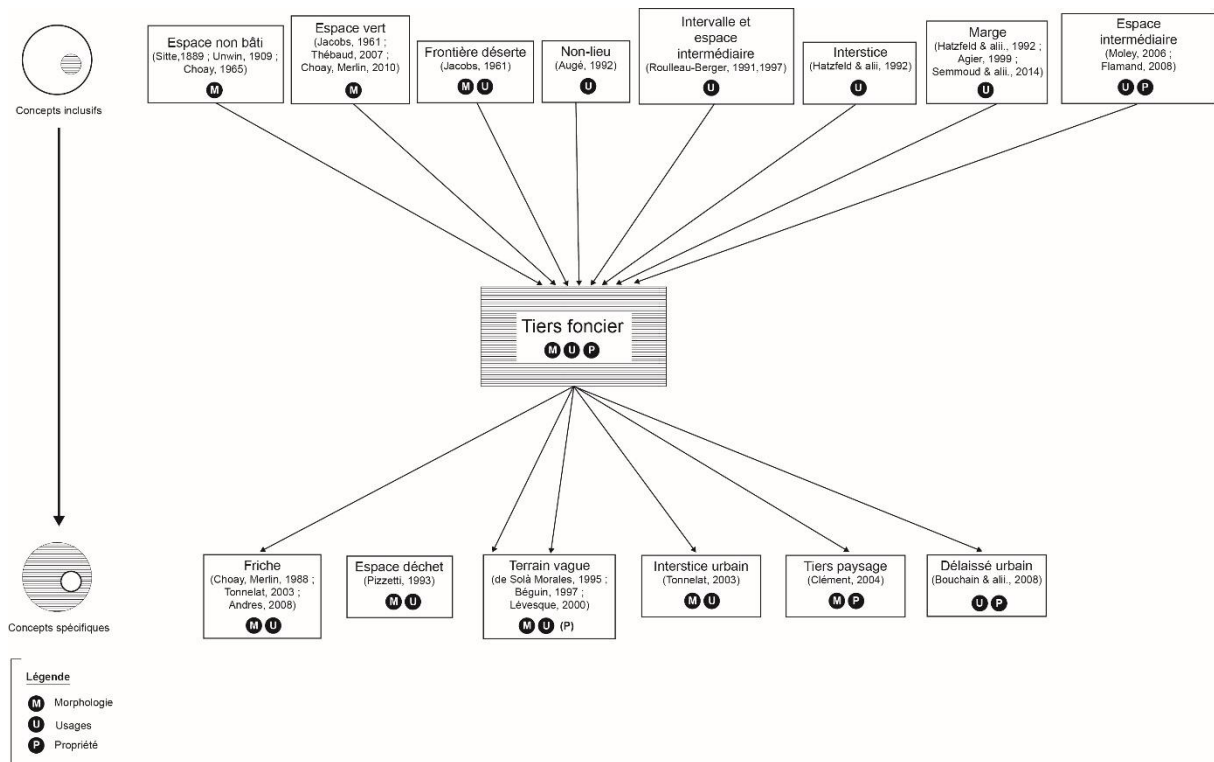 Concepts inclusifs
Espace non bâti
(Sitte,1889 ; Unwin, 1909 ;
Choay, 1965)
M
Espace vert
(Jacobs, 1961 ;
Thébaud, 2007 ;
Choay, Merlin, 2010)
M
Frontière déserte
(Jacobs, 1961)
M U
Non-lieu
(Augé, 1992)
U
Intervalle et
espace
intermédiaire
(Roulleau-Berger, 1991,1997)
U
Interstice
(Hatzfeld & alii, 1992)
U
Marge
(Hatzfeld & alii., 1992 ;
Agier, 1999 ;
Semmoud & alii., 2014)
U
Espace
intermédiaire
(Moley, 2006 ;
Flamand, 2008)
U P
Tiers foncier
M U P
Concepts spécifiques
Friche
(Choay, Merlin, 1988 ;
Tonnelat, 2003 ;
Andres, 2008)
M U
Espace déchet
(Pizzetti, 1993)
M U
Terrain vague
(de Solà Morales, 1995 ;
Béguin, 1997 ;
Lévesque, 2000)
M U (P)
Interstice urbain
(Tonnelat, 2003)
M U
Tiers paysage
(Clément, 2004)
M P
Délaissé urbain
(Bouchain & alii., 2008)
U P
Légende
M Morphologie
U Usages
P Propriété